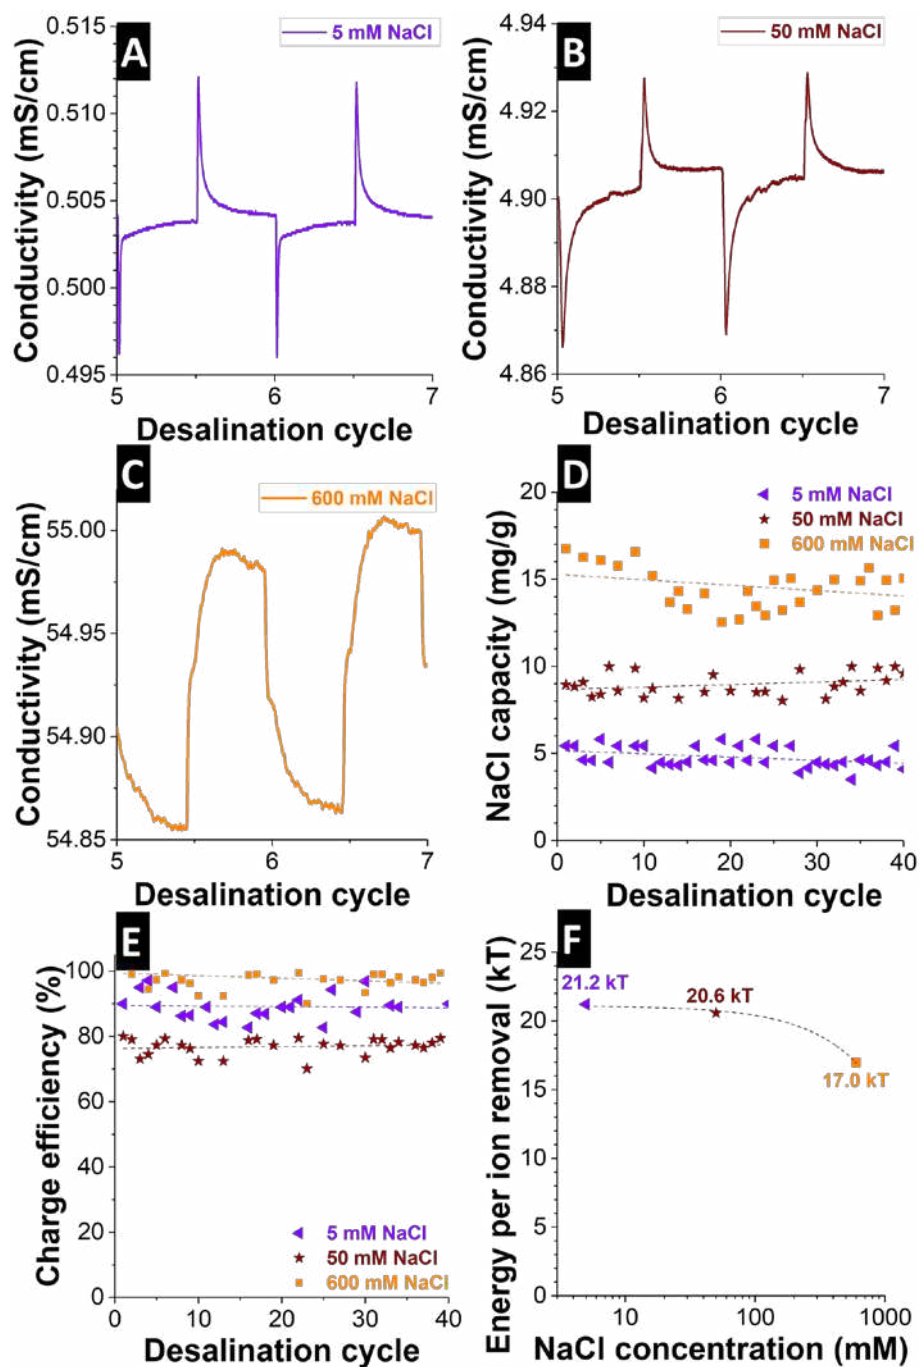 A
5 mM NaCl
Conductivity (mS/cm)
0.515
0.512
0.508
0.504
0.500
0.495
5
6
7
Desalination cycle
B
50 mM NaCl
Conductivity (mS/cm)
4.94
4.92
4.90
4.88
4.86
5
6
7
Desalination cycle
C
600 mM NaCl
Conductivity (mS/cm)
55.00
54.95
54.90
54.85
5
6
7
Desalination cycle
D
5 mM NaCl
50 mM NaCl
600 mM NaCl
NaCl capacity (mg/g)
20
15
10
5
0
0
10
20
30
40
Desalination cycle
E
Charge efficiency (%)
100
80
60
40
20
0
5 mM NaCl
50 mM NaCl
600 mM NaCl
0
10
20
30
40
Desalination cycle
F
Energy per ion removal (kT)
25
20
15
10
5
0
21.2 kT
20.6 kT
17.0 kT
10
100
1000
NaCl concentration (mM)